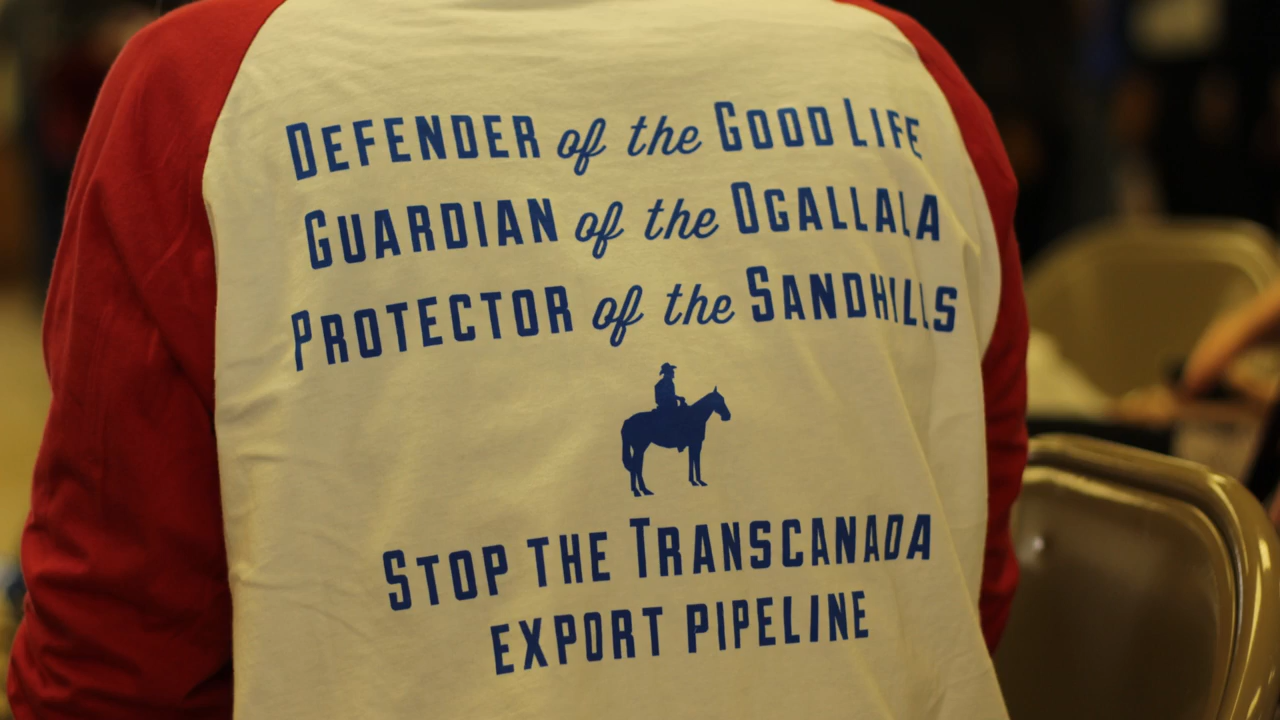 DEFENDER of the GOOD LIFE
GUARDIAN of the OGALLALA
PROTECTOR of the SANDHILLS
STOP THE TRANSCANADA
EXPORT PIPELINE